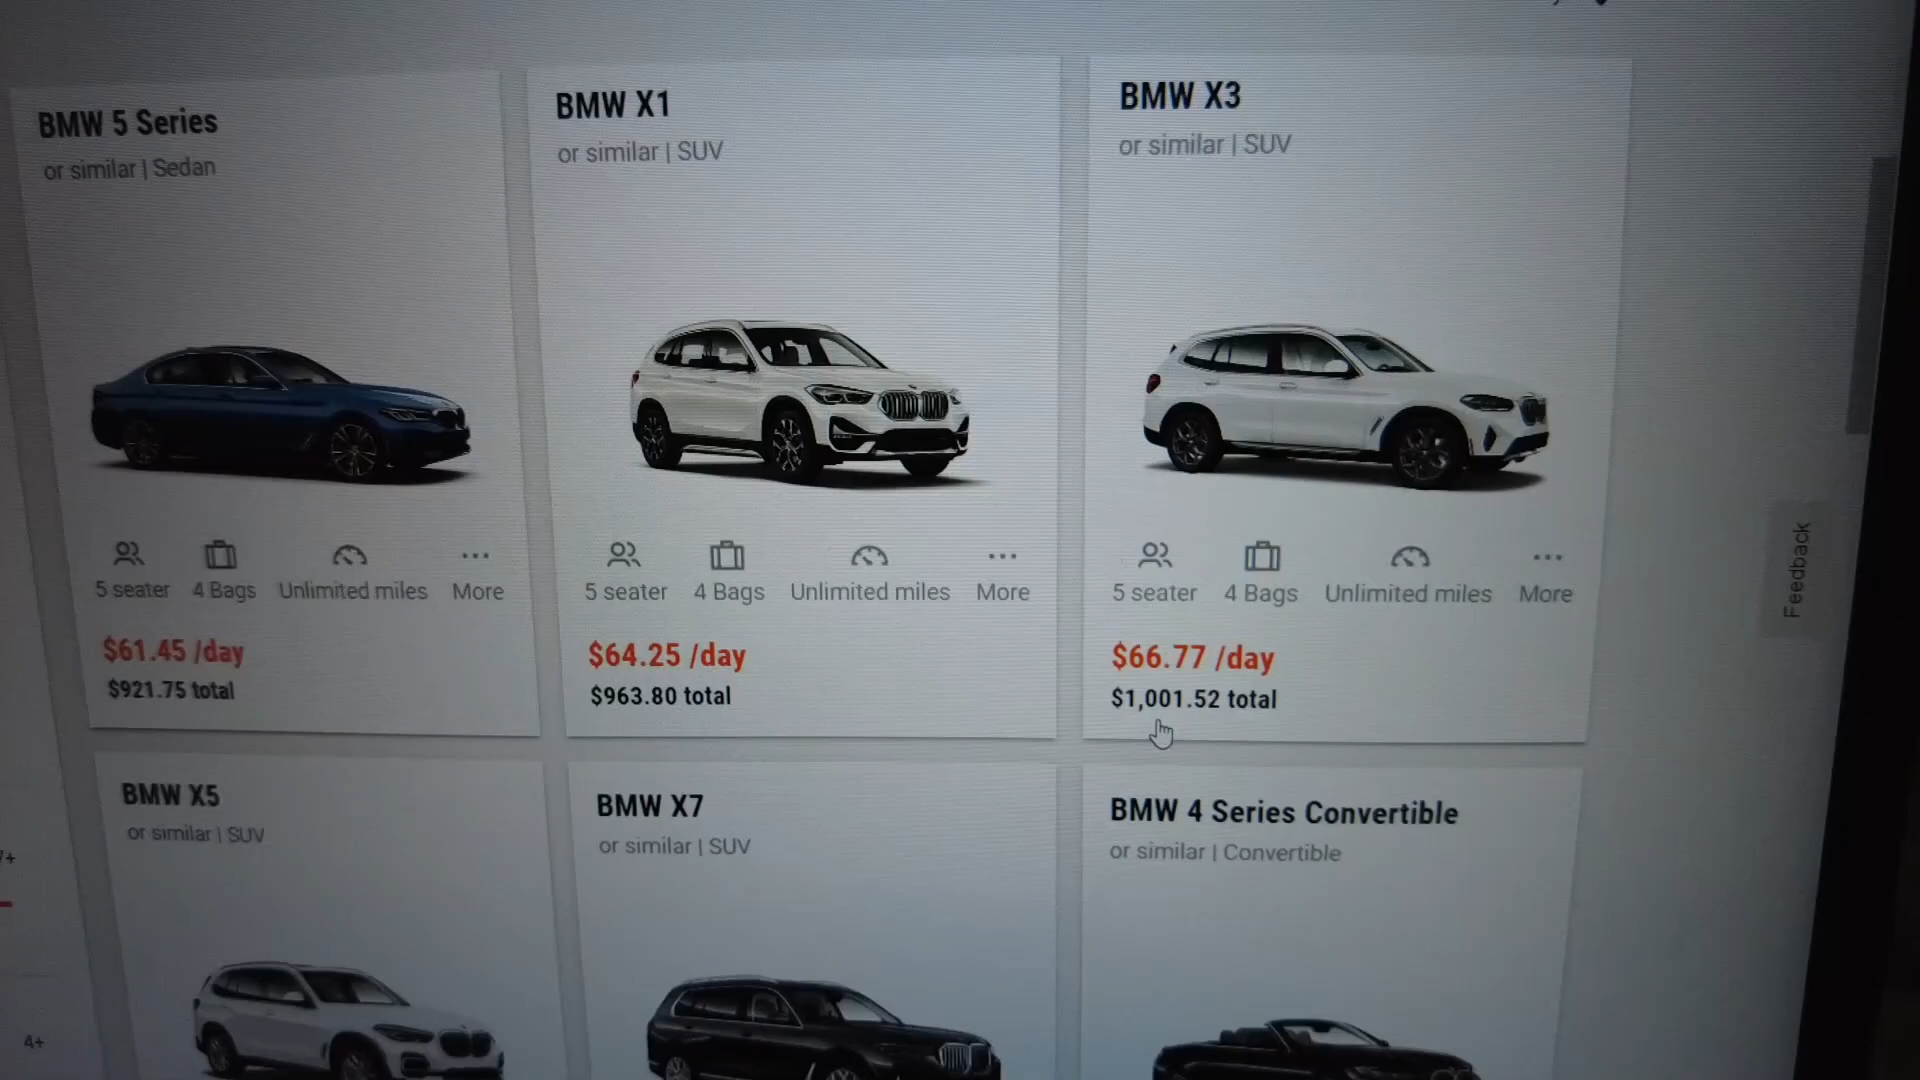 BMW 5 Series
or similar | Sedan
5 seater 4 Bags Unlimited miles More
$61.45 /day
$921.75 total
BMW X1
or similar | SUV
5 seater 4 Bags Unlimited miles More
$64.25 /day
$963.80 total
BMW X3
or similar | SUV
5 seater 4 Bags Unlimited miles More
$66.77 /day
$1,001.52 total
BMW X5
or similar | SUV
BMW X7
or similar | SUV
BMW 4 Series Convertible
or similar | Convertible
4+
Feedback